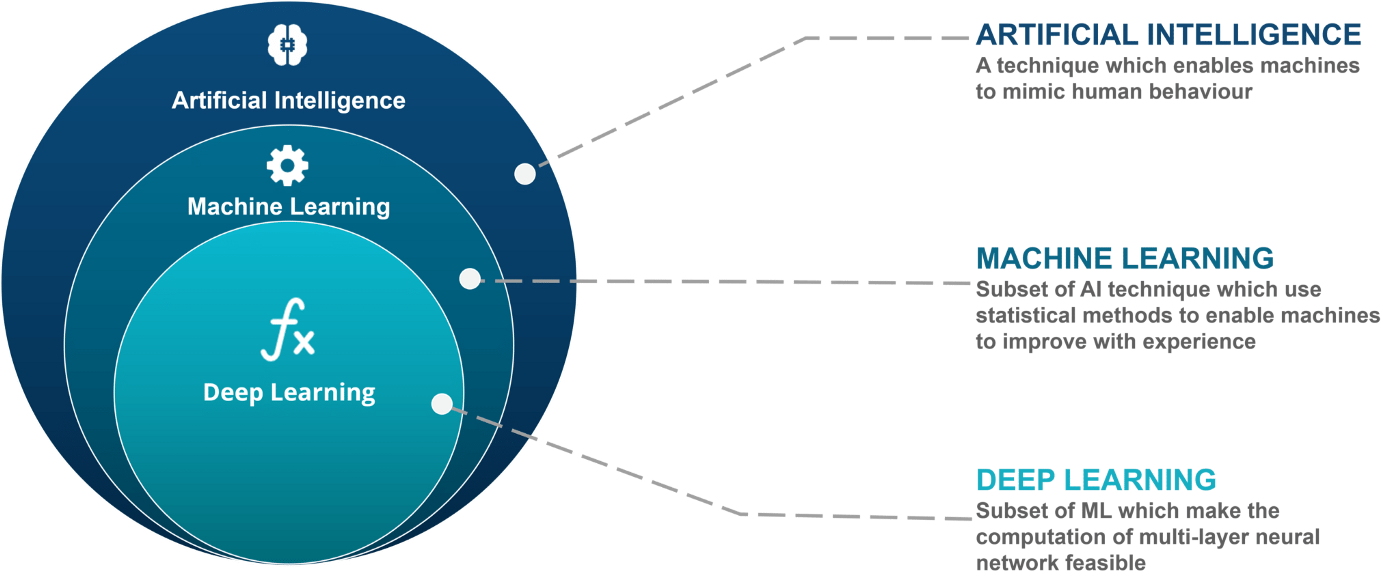 Artificial Intelligence
Machine Learning
fx
Deep Learning
ARTIFICIAL INTELLIGENCE
A technique which enables machines
to mimic human behaviour
MACHINE LEARNING
Subset of AI technique which use
statistical methods to enable machines
to improve with experience
DEEP LEARNING
Subset of ML which make the
computation of multi-layer neural
network feasible